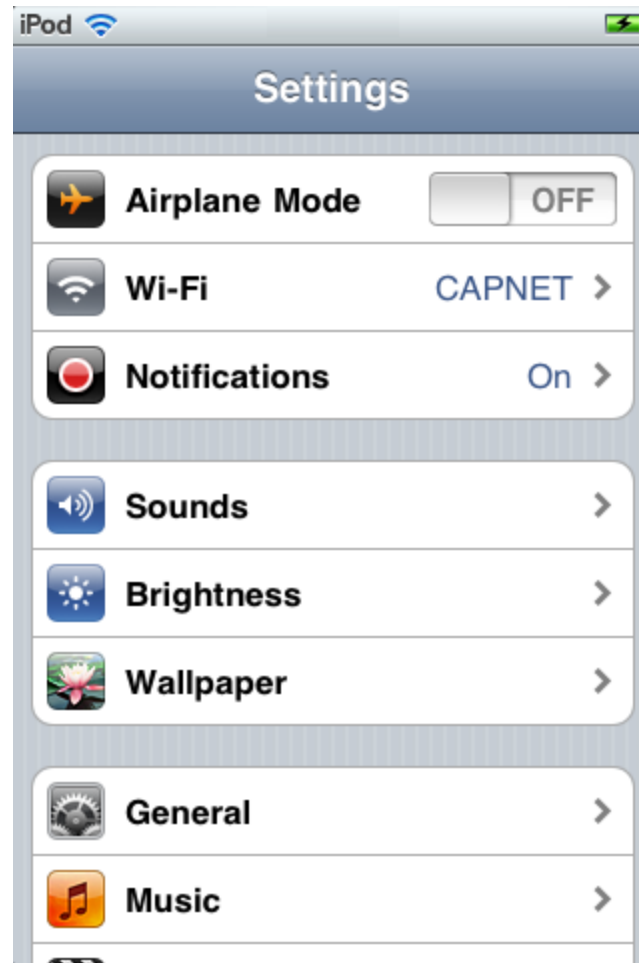 iPod
Settings
Airplane Mode OFF
Wi-Fi CAPNET
Notifications On
Sounds
Brightness
Wallpaper
General
Music